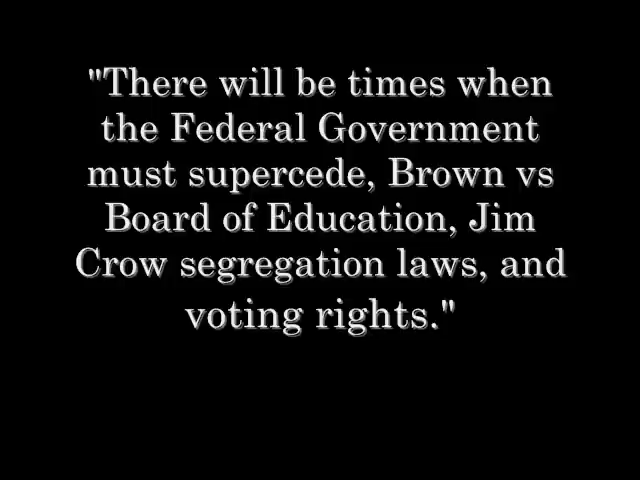 "There will be times when
the Federal Government
must supercede, Brown vs
Board of Education, Jim
Crow segregation laws, and
voting rights."